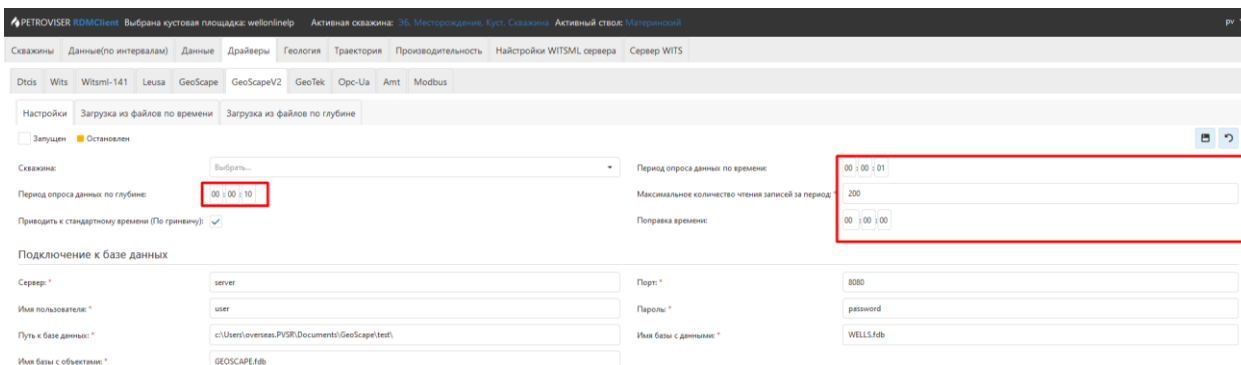 PETROVISER RDMClient Выбрана кустовая площадка: wellonlinelp Активная скважина: Эб. Месторождение. Куст. Скважина Активный ствол: Материнский pv
Скважины Данные(по интервалам) Данные Драйверы Геология Траектория Производительность Найстройки WITSML сервера Сервер WITS
Dtcis Wits Witsml-141 Leusa GeoScape GeoScapeV2 GeoTek Opc-Ua Amt Modbus
Настройки Загрузка из файлов по времени Загрузка из файлов по глубине
Запущен Остановлен
Скважина: Выбрать... Период опроса данных по времени: 00 : 00 : 01
Период опроса данных по глубине: 00 : 00 : 10 Максимальное количество чтения записей за период: * 200
Приводить к стандартному времени (По гринвичу): Поправка времени: 00 : 00 : 00
Подключение к базе данных
Сервер: * server Порт: * 8080
Имя пользователя: * user Пароль: * password
Путь к базе данных: * c:\Users\overseas.PVSR\Documents\GeoScape\test\ Имя базы с данными: * WELLS.fdb
Имя базы с объектами: * GEOSCAPE.fdb